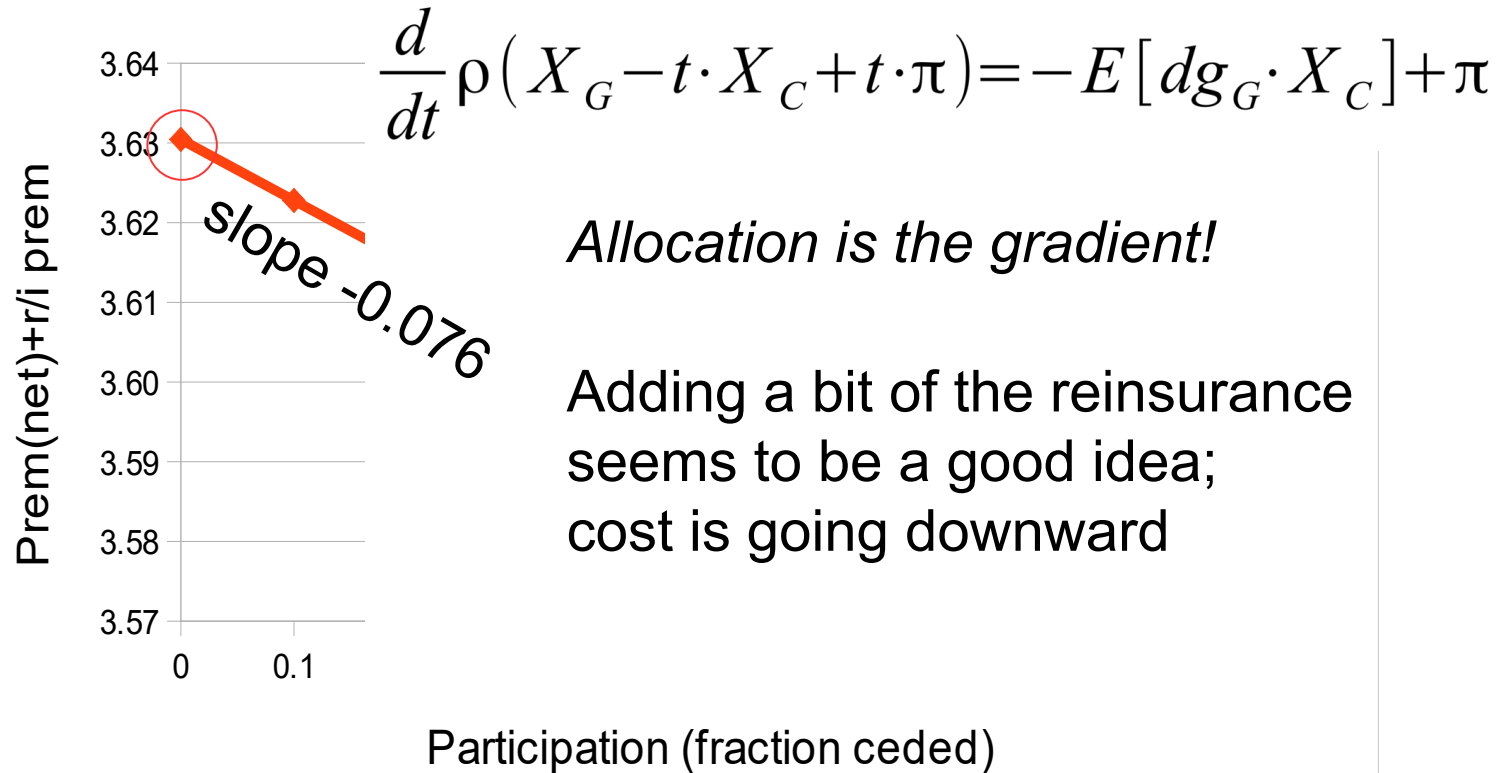 d/dt ρ(X_G−t·X_C+t·π)=−E[dg_G·X_C]+π
3.64
3.63
3.62
3.61
3.60
3.59
3.58
3.57
0 0.1
Prem(net)+r/i prem
slope -0.076
Allocation is the gradient!
Adding a bit of the reinsurance
seems to be a good idea;
cost is going downward
Participation (fraction ceded)